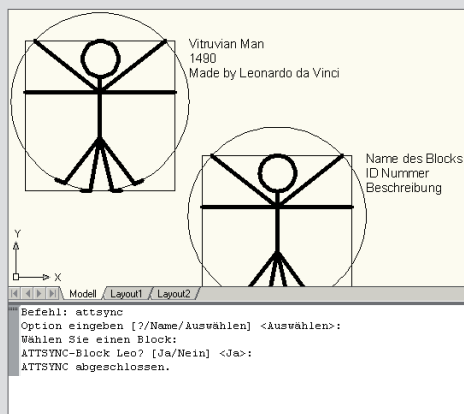 Vitruvian Man
1490
Made by Leonardo da Vinci
Name des Blocks
ID Nummer
Beschreibung
Y
X
Modell Layout1 Layout2
Befehl: attsync
Option eingeben [?/Name/Auswählen] <Auswählen>:
Wählen Sie einen Block:
ATTSYNC-Block Leo? [Ja/Nein] <Ja>:
ATTSYNC abgeschlossen.